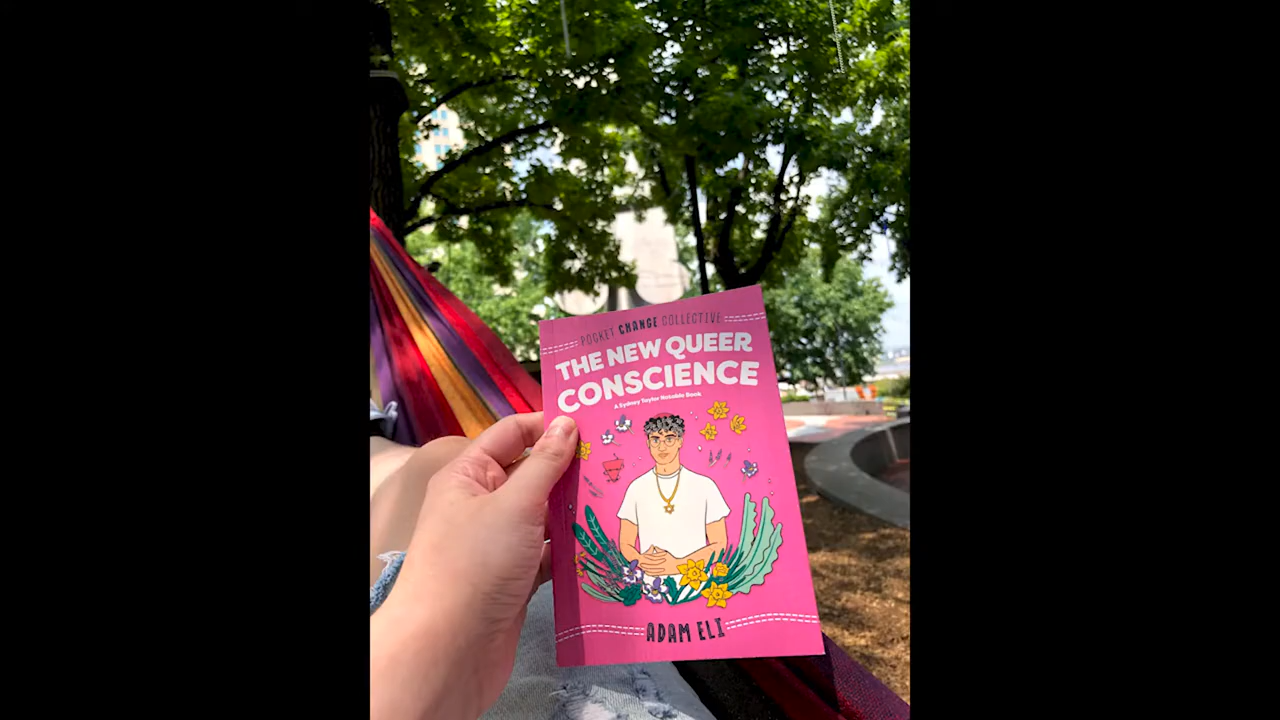 POCKET CHANGE COLLECTIVE
THE NEW QUEER
CONSCIENCE
A Sydney Taylor Notable Book
ADAM ELI